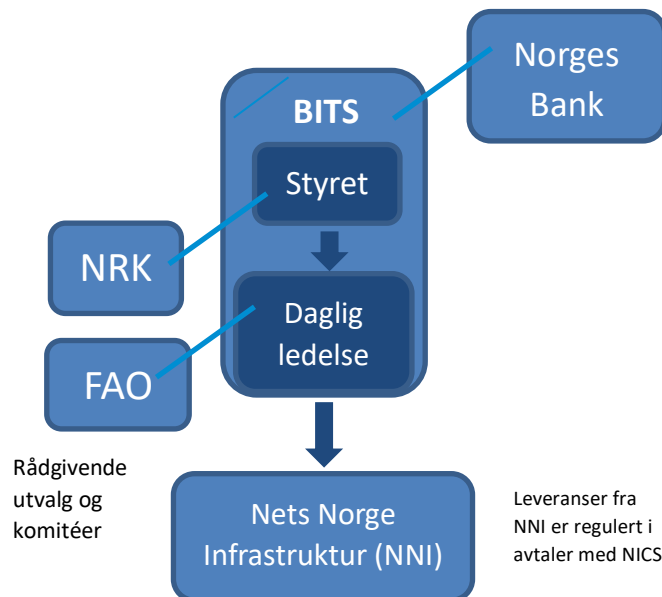 Norges
Bank
BITS
Styret
NRK
Daglig
ledelse
FAO
Rådgivende
utvalg og
komitéer
Nets Norge
Infrastruktur (NNI)
Leveranser fra
NNI er regulert i
avtaler med NICS